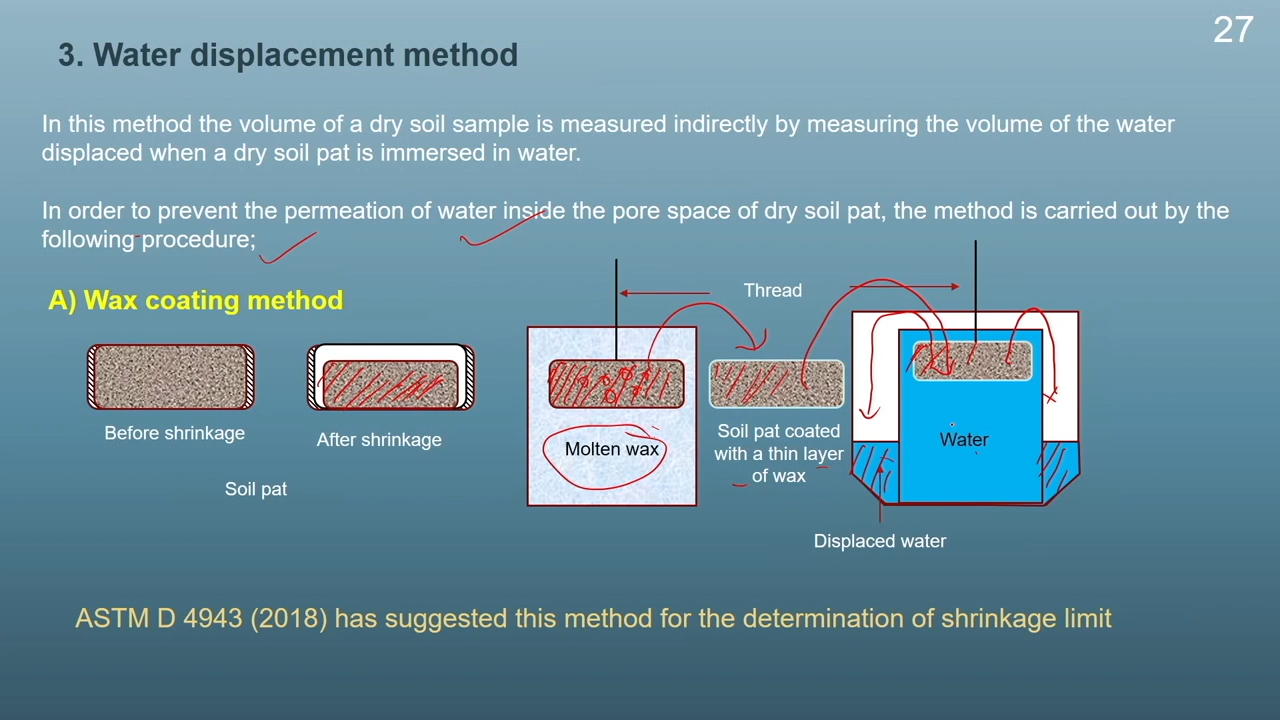 27
3. Water displacement method
In this method the volume of a dry soil sample is measured indirectly by measuring the volume of the water
displaced when a dry soil pat is immersed in water.
In order to prevent the permeation of water inside the pore space of dry soil pat, the method is carried out by the
following procedure;
A) Wax coating method
Thread
Before shrinkage
After shrinkage
Soil pat
Molten wax
Soil pat coated
with a thin layer
of wax
Water
Displaced water
ASTM D 4943 (2018) has suggested this method for the determination of shrinkage limit